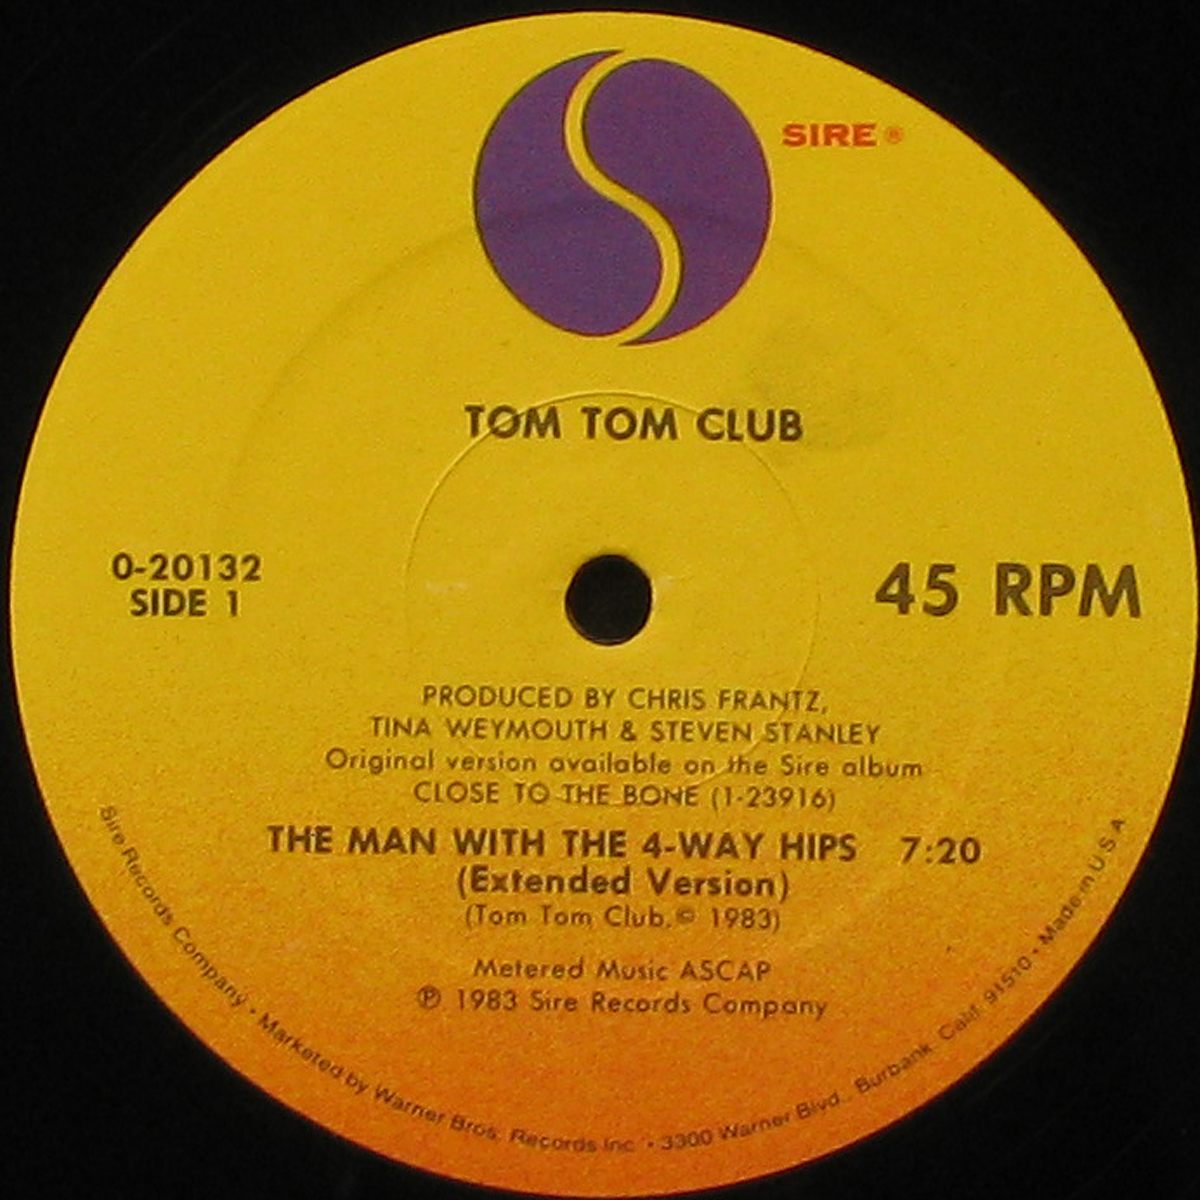 SIRE ®
TOM TOM CLUB
0-20132
SIDE 1
45 RPM
PRODUCED BY CHRIS FRANTZ,
TINA WEYMOUTH & STEVEN STANLEY
Original version available on the Sire album
CLOSE TO THE BONE (1-23916)
THE MAN WITH THE 4-WAY HIPS 7:20
(Extended Version)
(Tom Tom Club,© 1983)
Metered Music ASCAP
℗ 1983 Sire Records Company
Sire Records Company • Marketed by Warner Bros. Records Inc. • 3300 Warner Blvd., Burbank, Calif. 91510 • Made in U.S.A.